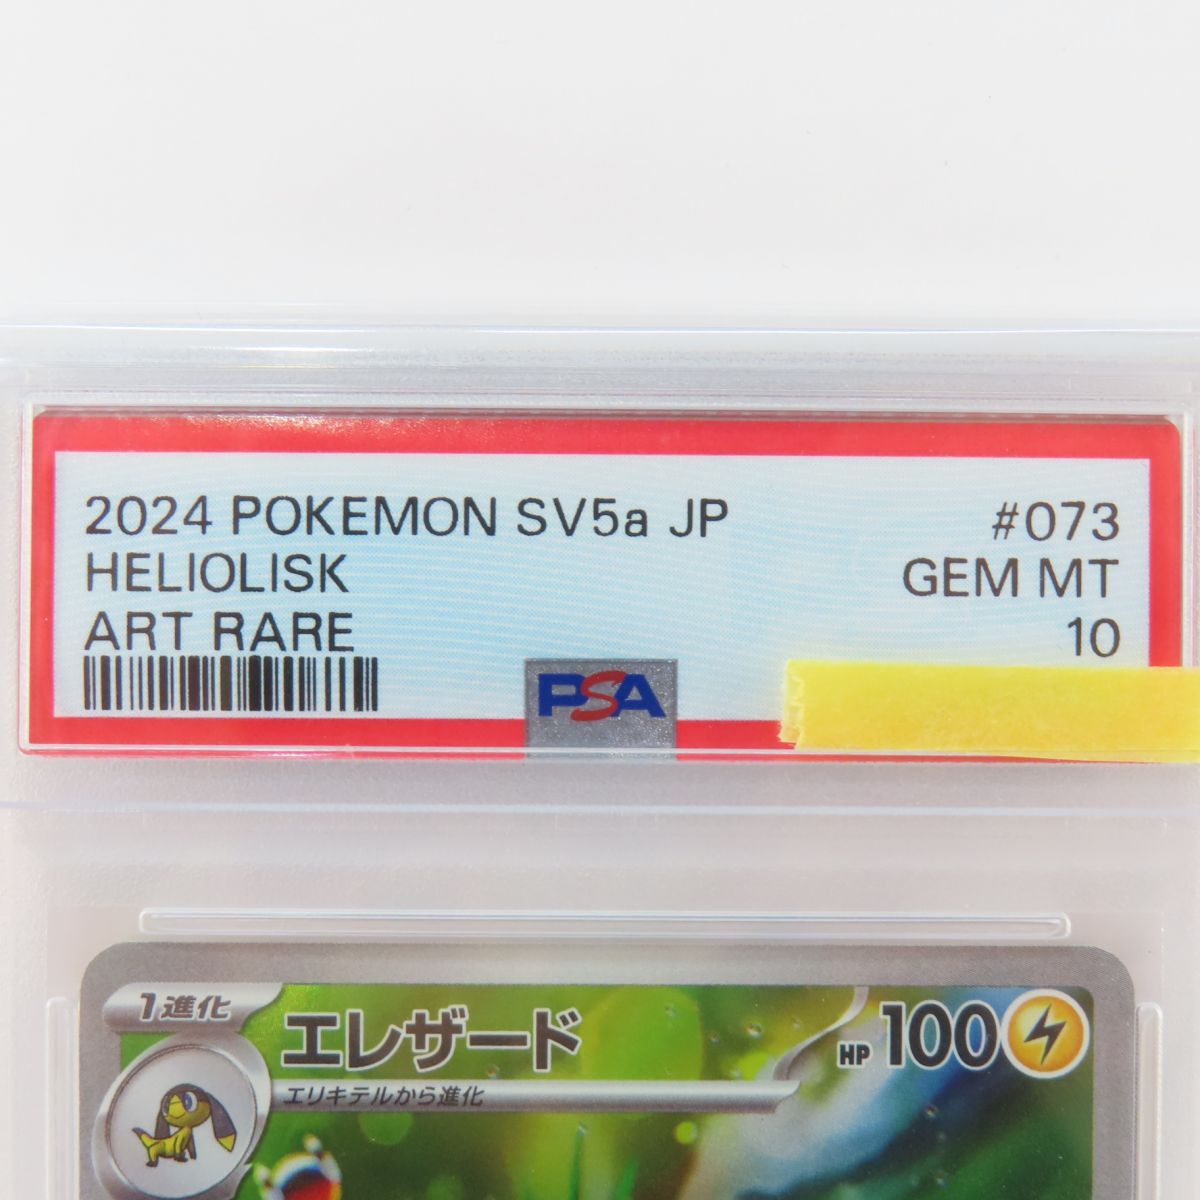 2024 POKEMON SV5a JP #073
HELIOLISK GEM MT
ART RARE 10
PSA
1進化
エレザード
HP 100
エリキテルから進化